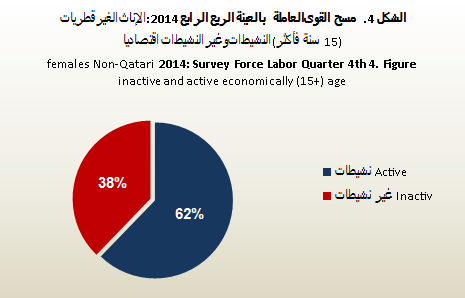 الشكل 4. مسح القوى العاملة بالعينة الربع الرابع 2014: الإناث الغير قطريات
(15 سنة فأكثر) النشيطات وغير النشيطات اقتصاديا
females Non-Qatari 2014: Survey Force Labor Quarter 4th 4. Figure
inactive and active economically (15+) age
38%
62%
نشيطات Active
غير نشيطات Inactiv